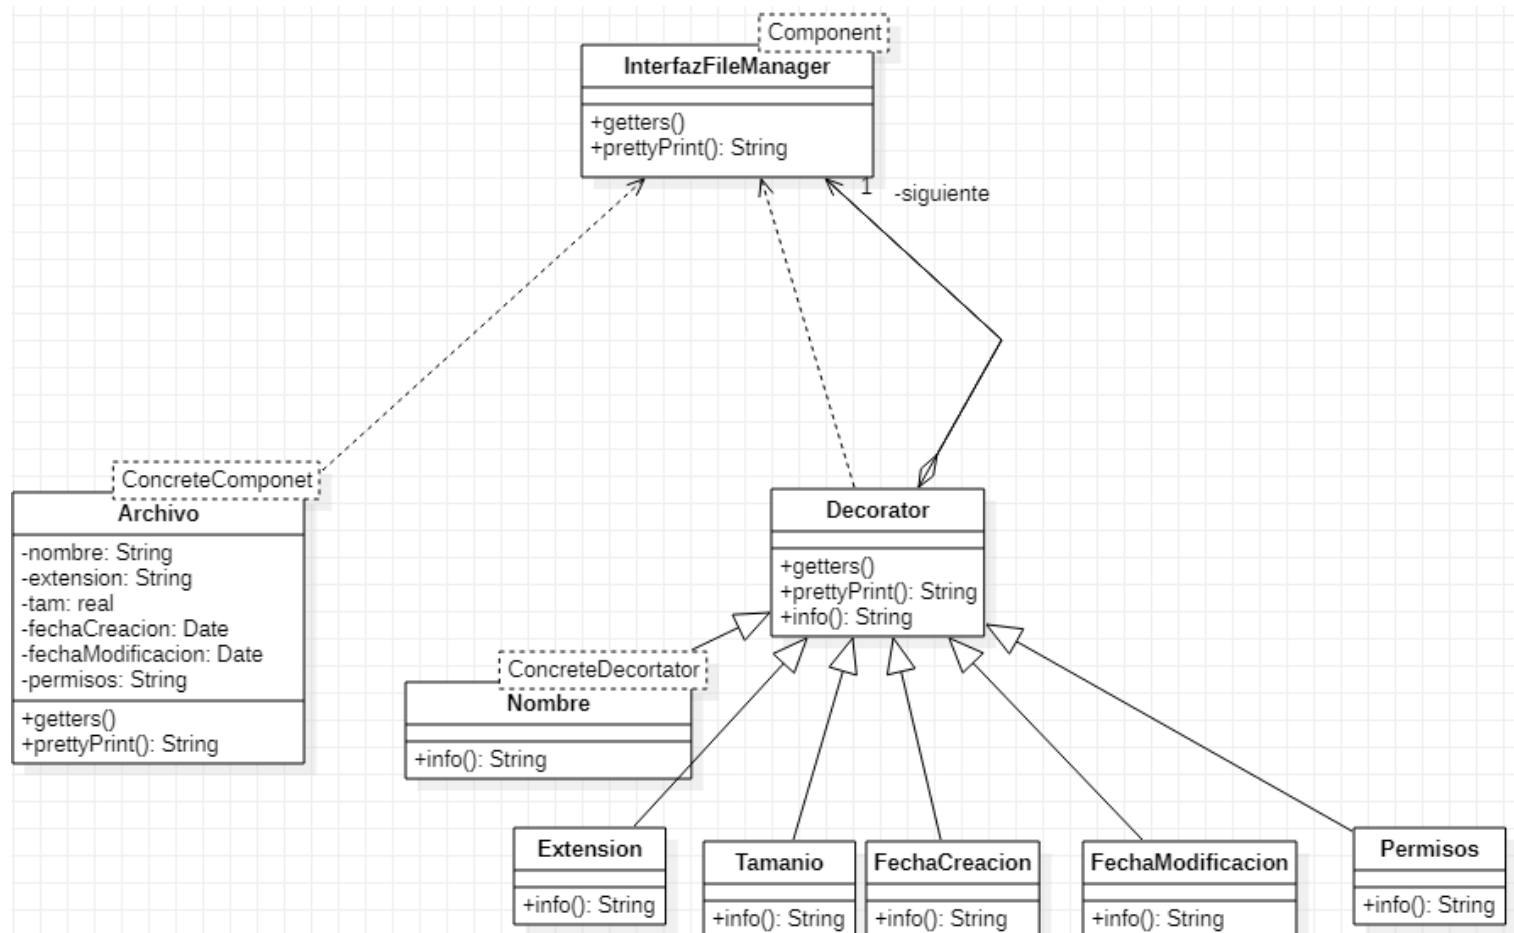 Component
InterfazFileManager
+getters()
+prettyPrint(): String
1
-siguiente
ConcreteComponet
Archivo
-nombre: String
-extension: String
-tam: real
-fechaCreacion: Date
-fechaModificacion: Date
-permisos: String
+getters()
+prettyPrint(): String
Decorator
+getters()
+prettyPrint(): String
+info(): String
ConcreteDecortator
Nombre
+info(): String
Extension
+info(): String
Tamanio
+info(): String
FechaCreacion
+info(): String
FechaModificacion
+info(): String
Permisos
+info(): String